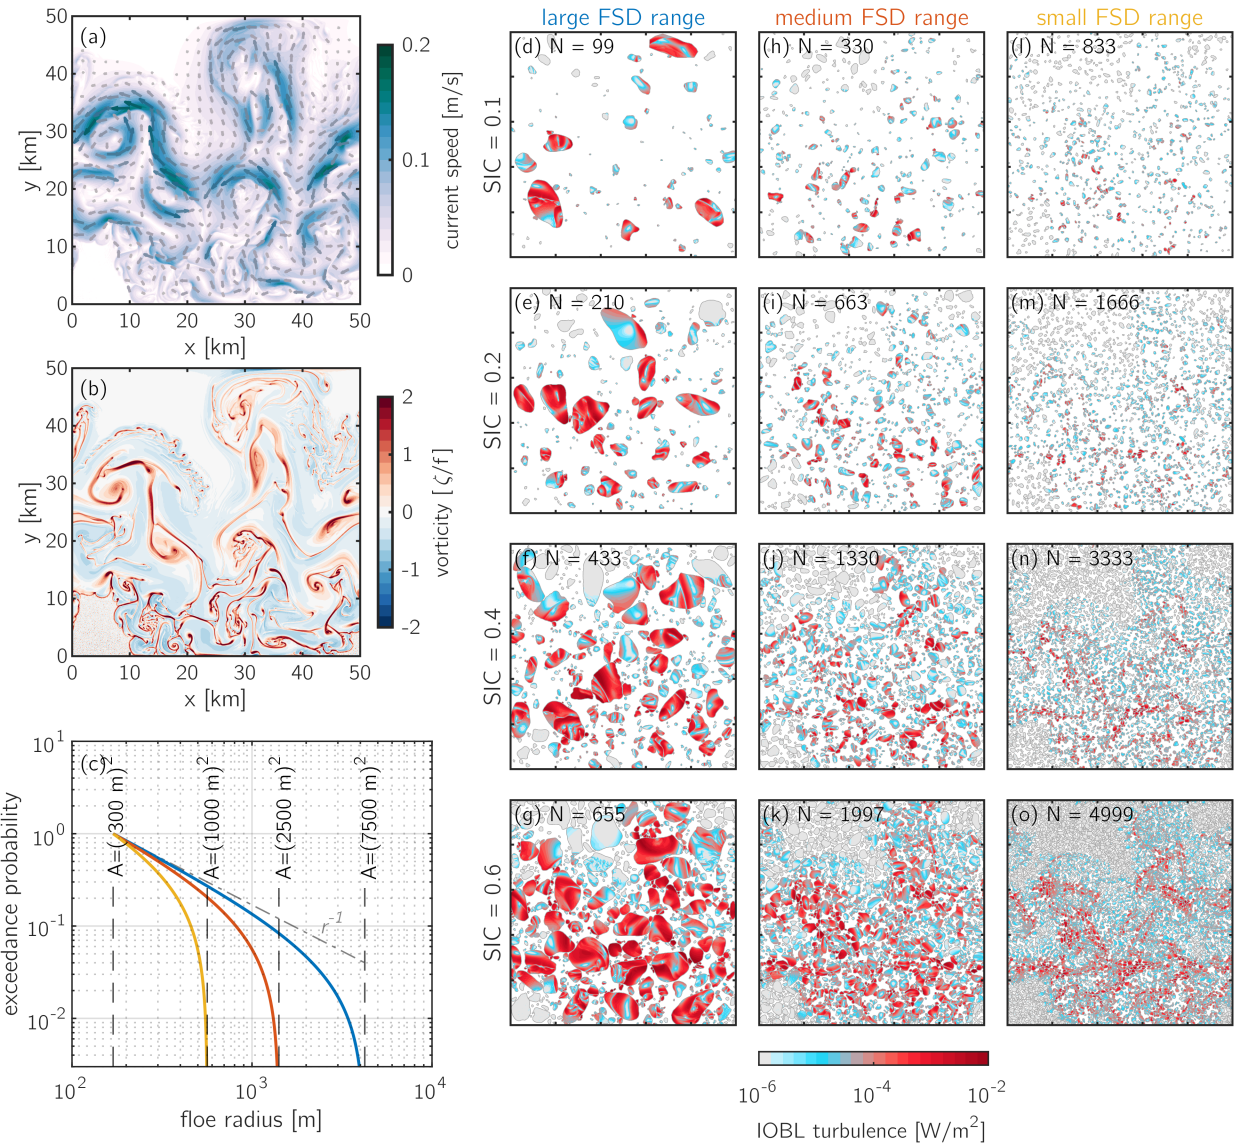 large FSD range
medium FSD range
small FSD range
(a)
50
40
30
20
10
0
y [km]
0 10 20 30 40 50
x [km]
0.2
0.1
0
current speed [m/s]
(b)
50
40
30
20
10
0
y [km]
0 10 20 30 40 50
x [km]
2
1
0
-1
-2
vorticity [ζ/f]
(c)
10^1
10^0
10^-1
10^-2
exceedance probability
A=(300 m)^2
A=(1000 m)^2
A=(2500 m)^2
A=(7500 m)^2
r^-1
10^2 10^3 10^4
floe radius [m]
SIC = 0.1
(d) N = 99
(h) N = 330
(l) N = 833
SIC = 0.2
(e) N = 210
(i) N = 663
(m) N = 1666
SIC = 0.4
(f) N = 433
(j) N = 1330
(n) N = 3333
SIC = 0.6
(g) N = 655
(k) N = 1997
(o) N = 4999
10^-6 10^-4 10^-2
IOBL turbulence [W/m^2]